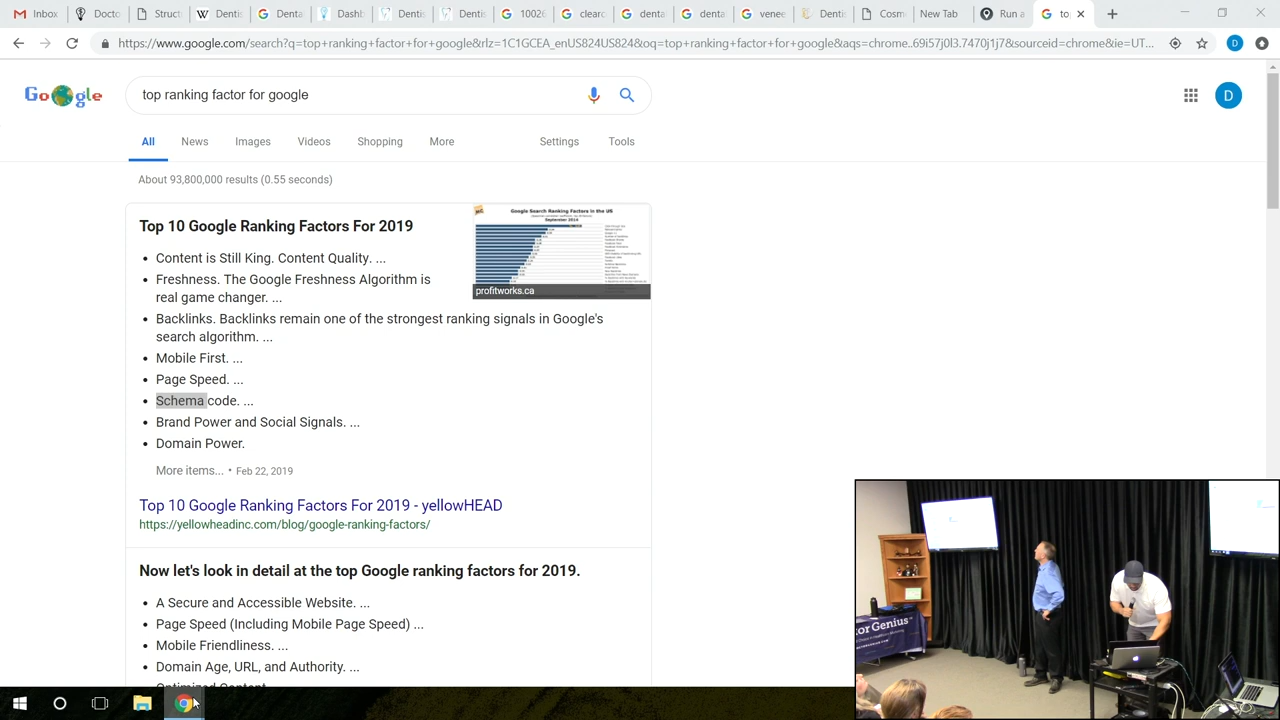 Inbox
Docto
Struct
Dentis
Denta
Dashb
Dentis
Dentis
10026
clearc
denta
denta
venee
Dentis
Cosm
New Tab
Run a
top
https://www.google.com/search?q=top+ranking+factor+for+google&rlz=1C1GCEA_enUS824US824&oq=top+ranking+factor+for+google&aqs=chrome..69i57j0l3.7470j1j7&sourceid=chrome&ie=UT...
D
Google
top ranking factor for google
D
All
News
Images
Videos
Shopping
More
Settings
Tools
About 93,800,000 results (0.55 seconds)
Top 10 Google Ranking Factors For 2019
Content is Still King. Content Quality. ...
Freshness. The Google Freshness Algorithm is
real game changer. ...
Backlinks. Backlinks remain one of the strongest ranking signals in Google's
search algorithm. ...
Mobile First. ...
Page Speed. ...
Schema code. ...
Brand Power and Social Signals. ...
Domain Power.
More items... • Feb 22, 2019
Google Search Ranking Factors in the US
September 2014
profitworks.ca
Top 10 Google Ranking Factors For 2019 - yellowHEAD
https://yellowheadinc.com/blog/google-ranking-factors/
Now let's look in detail at the top Google ranking factors for 2019.
A Secure and Accessible Website. ...
Page Speed (Including Mobile Page Speed) ...
Mobile Friendliness. ...
Domain Age, URL, and Authority. ...
Optimized Content
or Genius